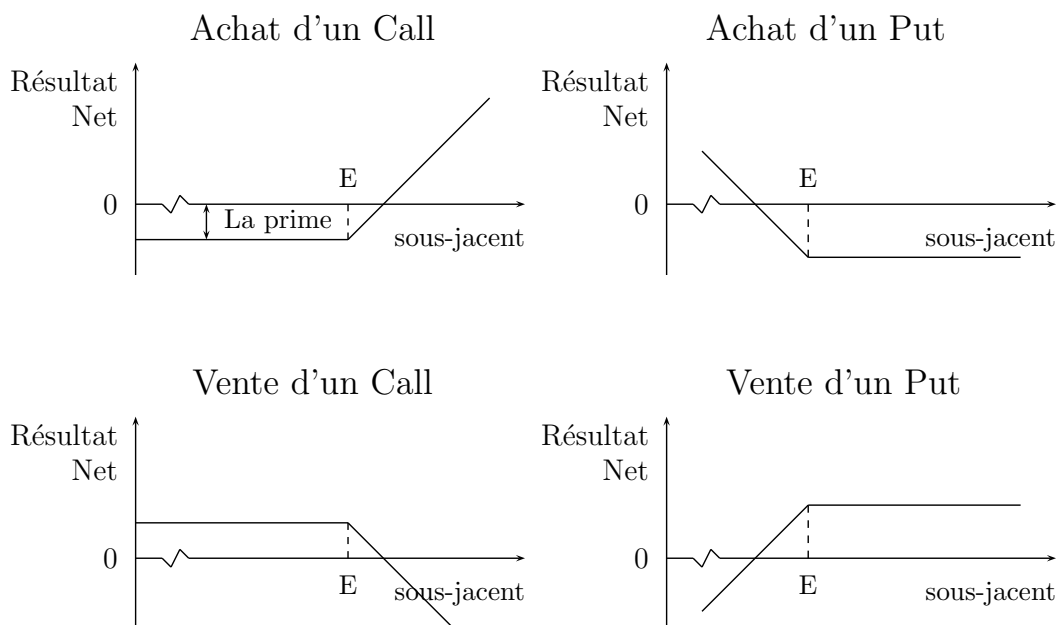 Achat d'un Call
Résultat
Net
E
0
La prime
sous-jacent
Achat d'un Put
Résultat
Net
E
0
sous-jacent
Vente d'un Call
Résultat
Net
0
E
sous-jacent
Vente d'un Put
Résultat
Net
0
E
sous-jacent